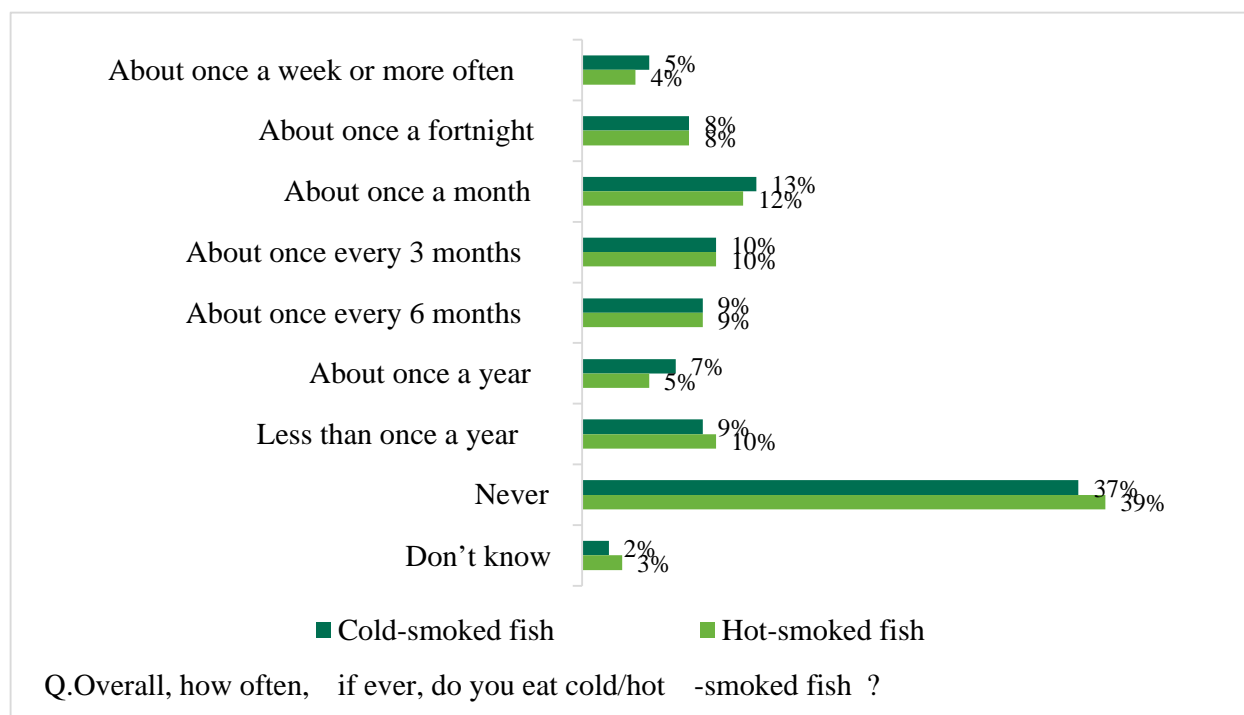 About once a week or more often 5%
4%
About once a fortnight 8%
8%
About once a month 13%
12%
About once every 3 months 10%
10%
About once every 6 months 9%
9%
About once a year 7%
5%
Less than once a year 9%
10%
Never 37%
39%
Don’t know 2%
3%
Cold-smoked fish Hot-smoked fish
Q.Overall, how often, if ever, do you eat cold/hot -smoked fish ?